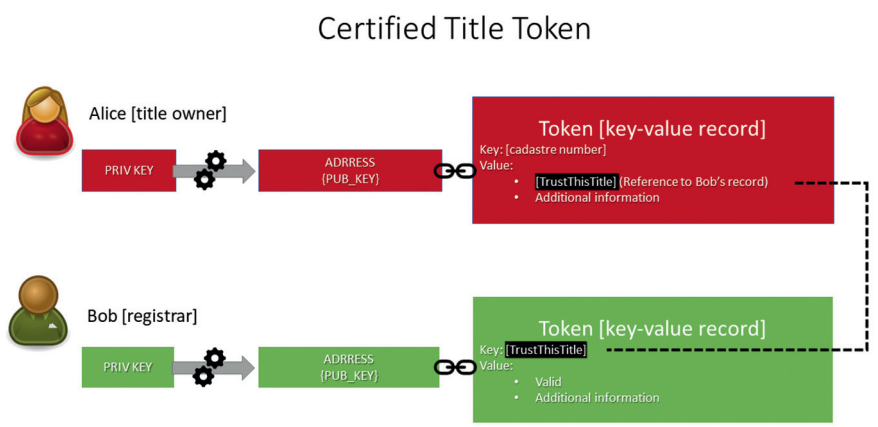 Certified Title Token
Alice [title owner]
PRIV KEY
ADRRESS
{PUB_KEY}
Token [key-value record]
Key: [cadastre number]
Value:
• [TrustThisTitle] (Reference to Bob's record)
• Additional information
Bob [registrar]
PRIV KEY
ADRRESS
{PUB_KEY}
Token [key-value record]
Key: [TrustThisTitle]
Value:
• Valid
• Additional information